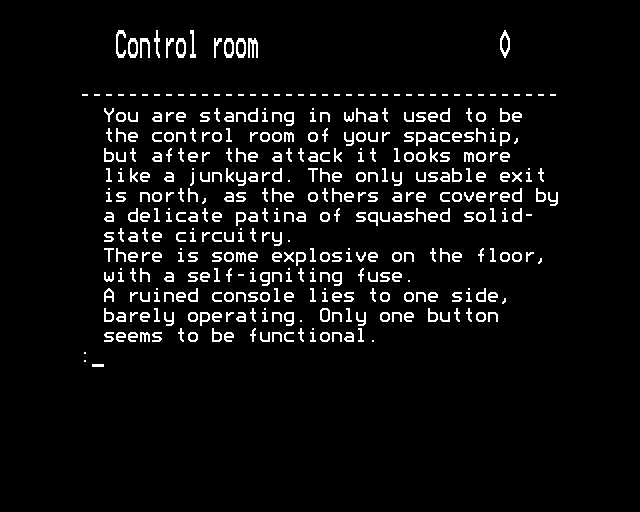 Control room 0
----------------------------------------
You are standing in what used to be
the control room of your spaceship,
but after the attack it looks more
like a junkyard. The only usable exit
is north, as the others are covered by
a delicate patina of squashed solid-
state circuitry.
There is some explosive on the floor,
with a self-igniting fuse.
A ruined console lies to one side,
barely operating. Only one button
seems to be functional.
:_